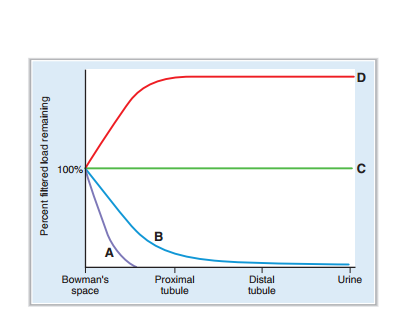 Percent filtered load remaining
D
100%
C
B
A
Bowman's
space
Proximal
tubule
Distal
tubule
Urine